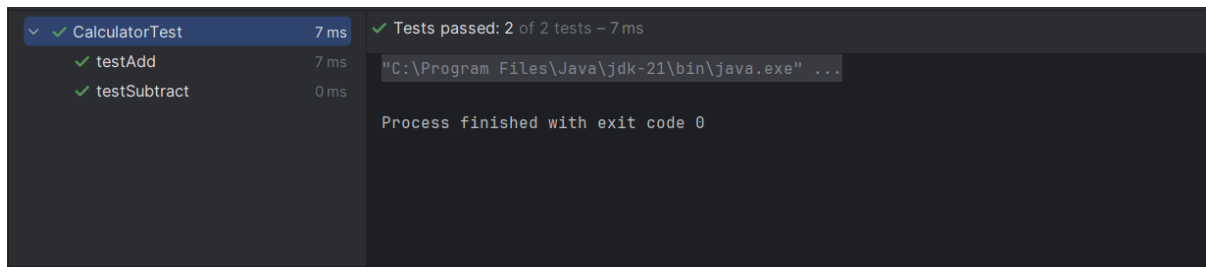 CalculatorTest 7 ms
testAdd 7 ms
testSubtract 0 ms
Tests passed: 2 of 2 tests – 7 ms
"C:\Program Files\Java\jdk-21\bin\java.exe" ...
Process finished with exit code 0